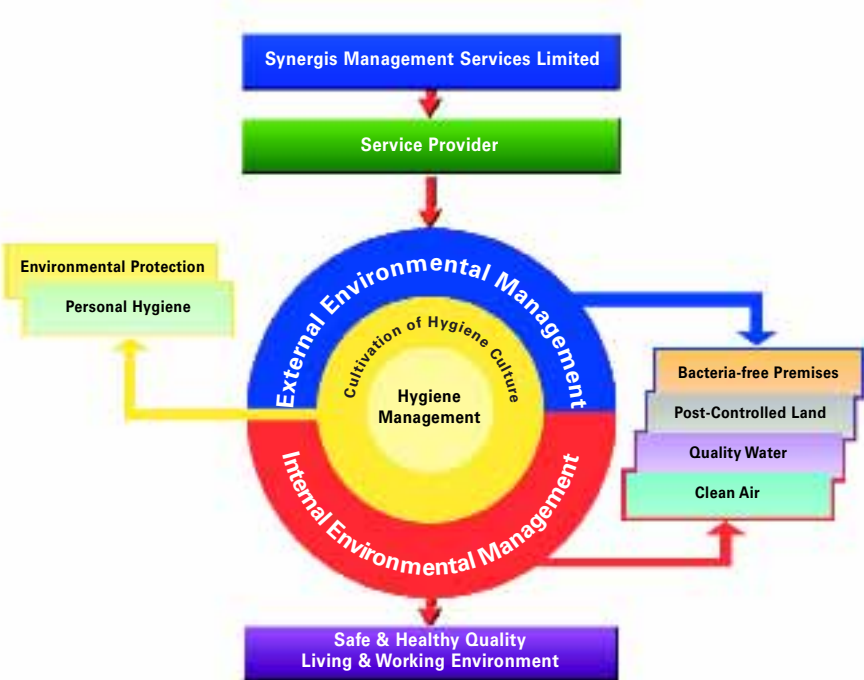 Synergis Management Services Limited
Service Provider
External Environmental Management
Cultivation of Hygiene Culture
Hygiene
Management
Internal Environmental Management
Environmental Protection
Personal Hygiene
Bacteria-free Premises
Post-Controlled Land
Quality Water
Clean Air
Safe & Healthy Quality
Living & Working Environment